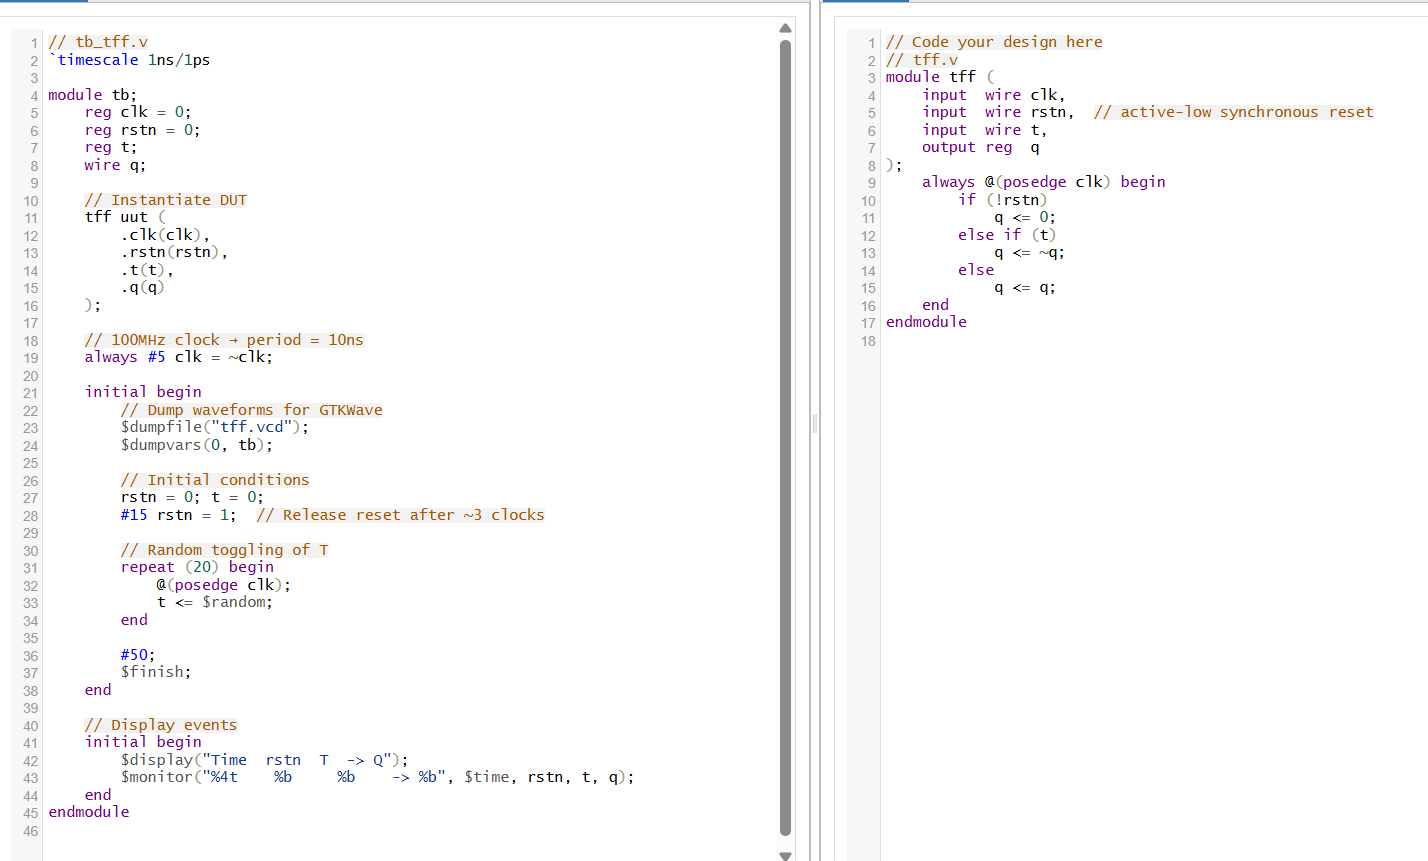 1 // tb_tff.v
2 `timescale 1ns/1ps
3
4 module tb;
5     reg clk = 0;
6     reg rstn = 0;
7     reg t;
8     wire q;
9
10     // Instantiate DUT
11     tff uut (
12         .clk(clk),
13         .rstn(rstn),
14         .t(t),
15         .q(q)
16     );
17
18     // 100MHz clock → period = 10ns
19     always #5 clk = ~clk;
20
21     initial begin
22         // Dump waveforms for GTKWave
23         $dumpfile("tff.vcd");
24         $dumpvars(0, tb);
25
26         // Initial conditions
27         rstn = 0; t = 0;
28         #15 rstn = 1;  // Release reset after ~3 clocks
29
30         // Random toggling of T
31         repeat (20) begin
32             @(posedge clk);
33             t <= $random;
34         end
35
36         #50;
37         $finish;
38     end
39
40     // Display events
41     initial begin
42         $display("Time  rstn  T  -> Q");
43         $monitor("%4t    %b     %b    -> %b", $time, rstn, t, q);
44     end
45 endmodule
46
1 // Code your design here
2 // tff.v
3 module tff (
4     input  wire clk,
5     input  wire rstn,  // active-low synchronous reset
6     input  wire t,
7     output reg  q
8 );
9     always @(posedge clk) begin
10         if (!rstn)
11             q <= 0;
12         else if (t)
13             q <= ~q;
14         else
15             q <= q;
16     end
17 endmodule
18